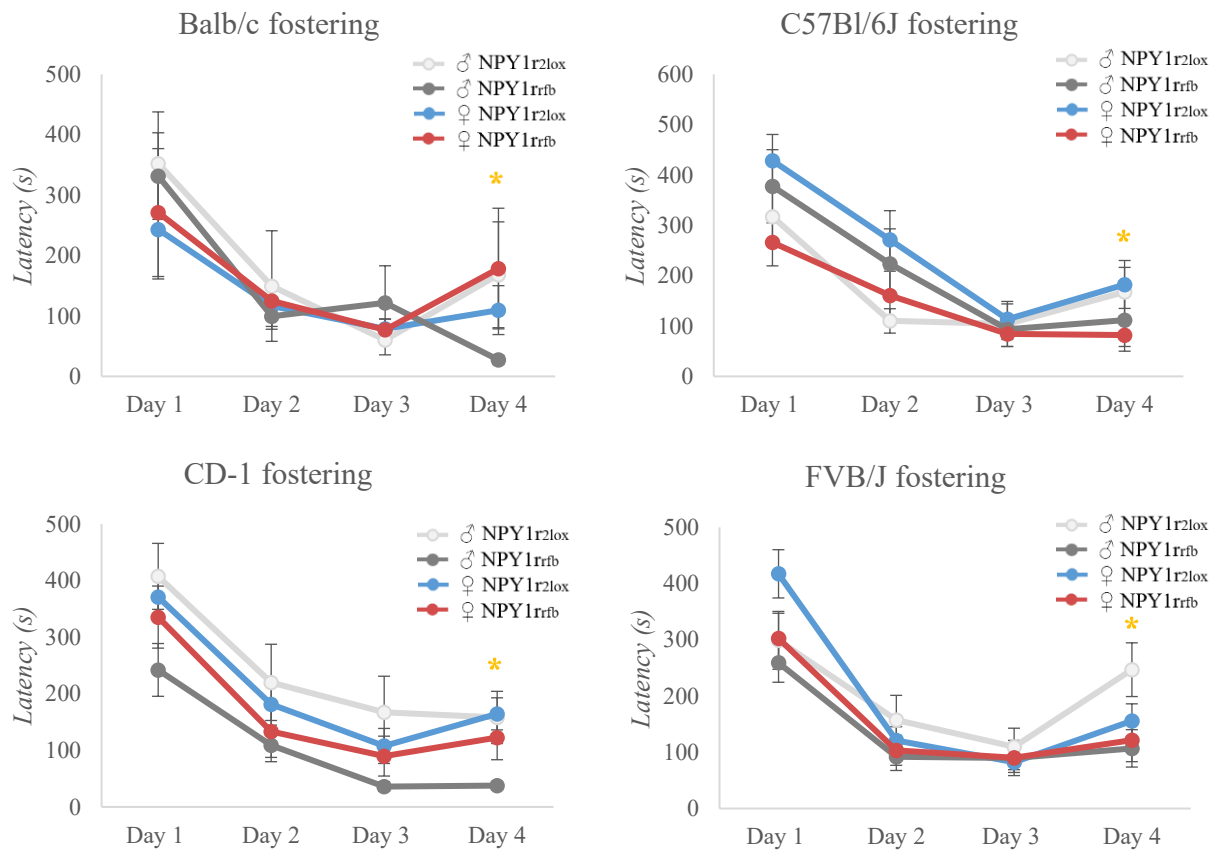 Balb/c fostering
500
400
300
200
100
0
Latency (s)
♂ NPY1r2lox
♂ NPY1rrfb
♀ NPY1r2lox
♀ NPY1rrfb
*
Day 1 Day 2 Day 3 Day 4
C57Bl/6J fostering
600
500
400
300
200
100
0
Latency (s)
♂ NPY1r2lox
♂ NPY1rrfb
♀ NPY1r2lox
♀ NPY1rrfb
*
Day 1 Day 2 Day 3 Day 4
CD-1 fostering
500
400
300
200
100
0
Latency (s)
♂ NPY1r2lox
♂ NPY1rrfb
♀ NPY1r2lox
♀ NPY1rrfb
*
Day 1 Day 2 Day 3 Day 4
FVB/J fostering
500
400
300
200
100
0
Latency (s)
♂ NPY1r2lox
♂ NPY1rrfb
♀ NPY1r2lox
♀ NPY1rrfb
*
Day 1 Day 2 Day 3 Day 4